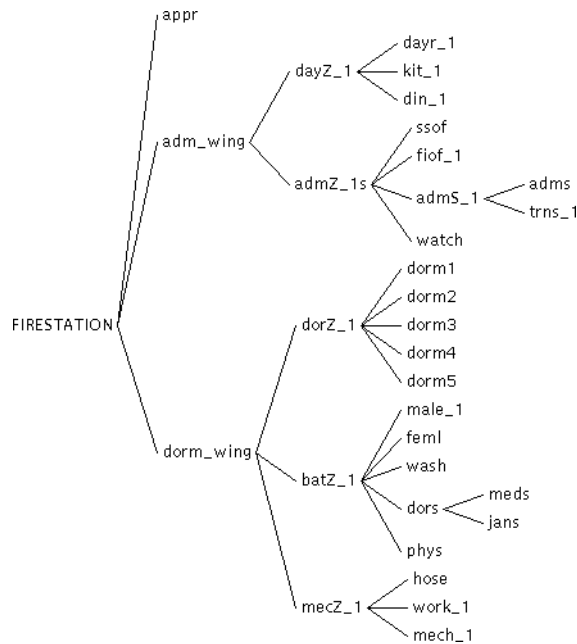 appr
dayr_1
dayZ_1
kit_1
din_1
adm_wing
ssof
fiof_1
admZ_1s
admS_1
adms
trns_1
watch
dorm1
dorm2
FIRESTATION
dorZ_1
dorm3
dorm4
dorm5
male_1
feml
dorm_wing
wash
batZ_1
dors
meds
jans
phys
hose
mecZ_1
work_1
mech_1